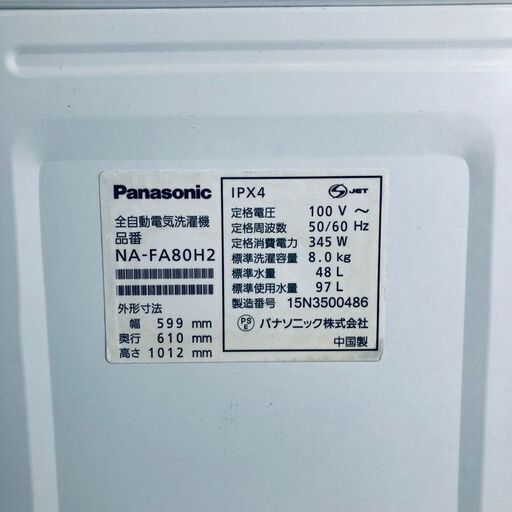 Panasonic
全自動電気洗濯機
品番
NA-FA80H2
外形寸法
幅 599 mm
奥行 610 mm
高さ 1012 mm
IPX4
S JET
定格電圧 100 V ～
定格周波数 50/60 Hz
定格消費電力 345 W
標準洗濯容量 8.0 kg
標準水量 48 L
標準使用水量 97 L
製造番号 15N3500486
PSE パナソニック株式会社
中国製